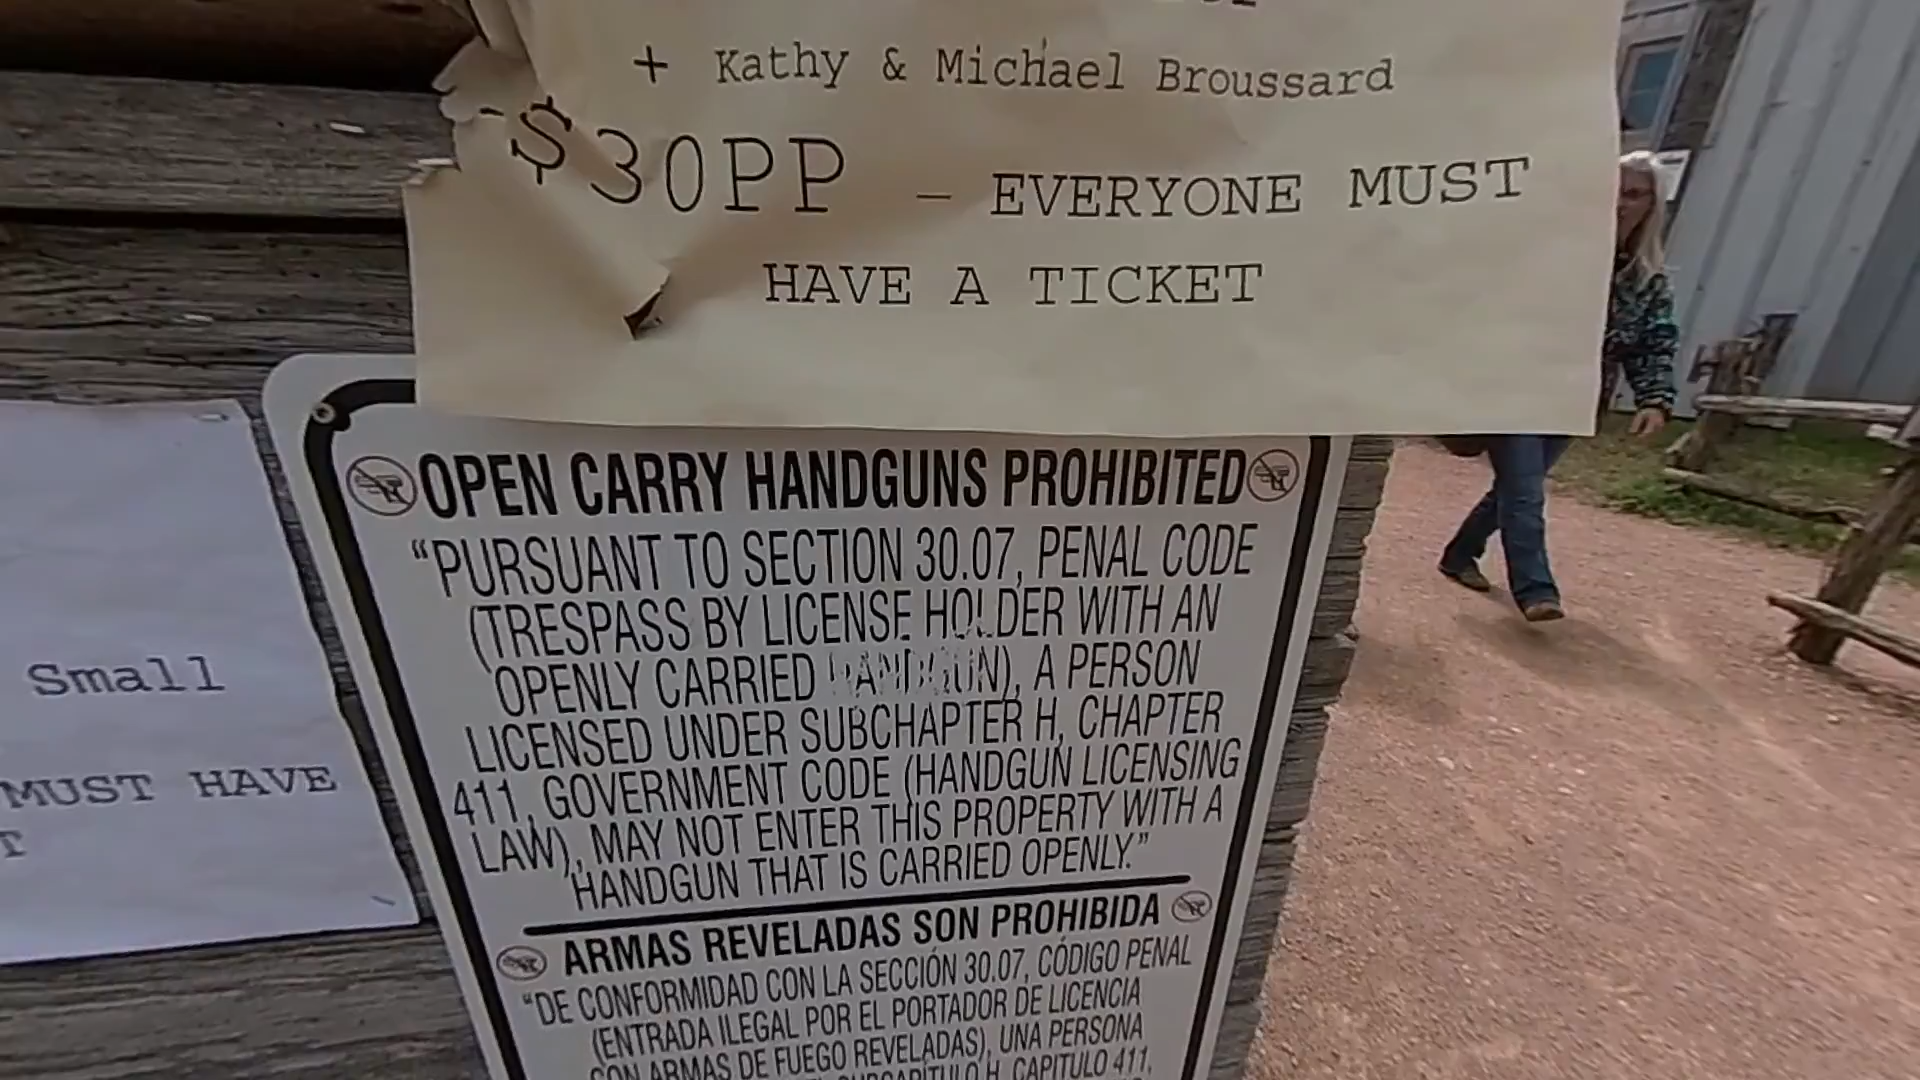 + Kathy & Michael Broussard
$30PP — EVERYONE MUST
HAVE A TICKET
Small
MUST HAVE
T
OPEN CARRY HANDGUNS PROHIBITED
“PURSUANT TO SECTION 30.07, PENAL CODE
(TRESPASS BY LICENSE HOLDER WITH AN
OPENLY CARRIED HANDGUN), A PERSON
LICENSED UNDER SUBCHAPTER H, CHAPTER
411, GOVERNMENT CODE (HANDGUN LICENSING
LAW), MAY NOT ENTER THIS PROPERTY WITH A
HANDGUN THAT IS CARRIED OPENLY.”
ARMAS REVELADAS SON PROHIBIDA
“DE CONFORMIDAD CON LA SECCIÓN 30.07, CÓDIGO PENAL
(ENTRADA ILEGAL POR EL PORTADOR DE LICENCIA
CON ARMAS DE FUEGO REVELADAS), UNA PERSONA
SUBCAPÍTULO H, CAPITULO 411,